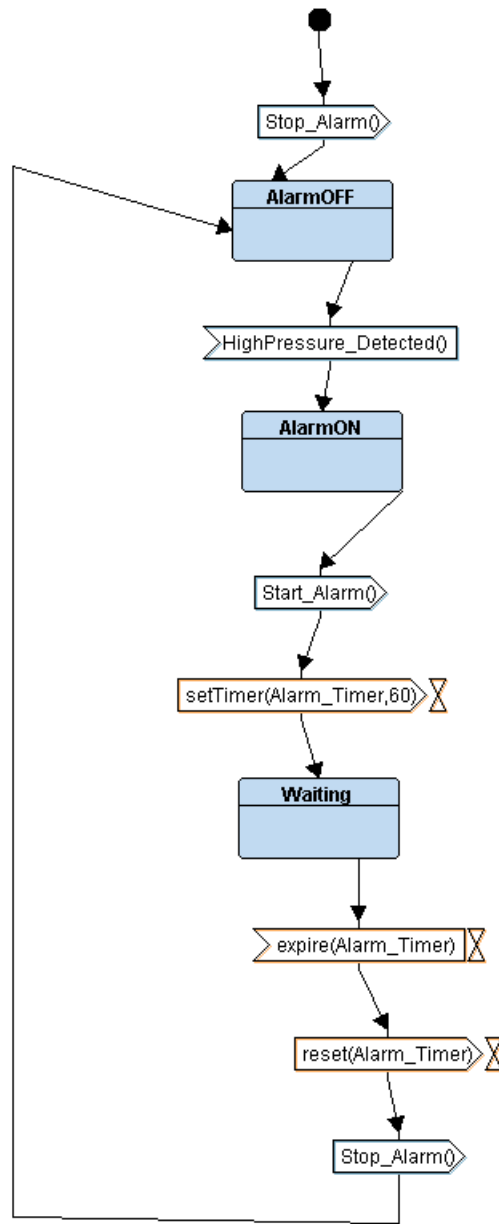 Stop_Alarm()
AlarmOFF
HighPressure_Detected()
AlarmON
Start_Alarm()
setTimer(Alarm_Timer,60)
Waiting
expire(Alarm_Timer)
reset(Alarm_Timer)
Stop_Alarm()